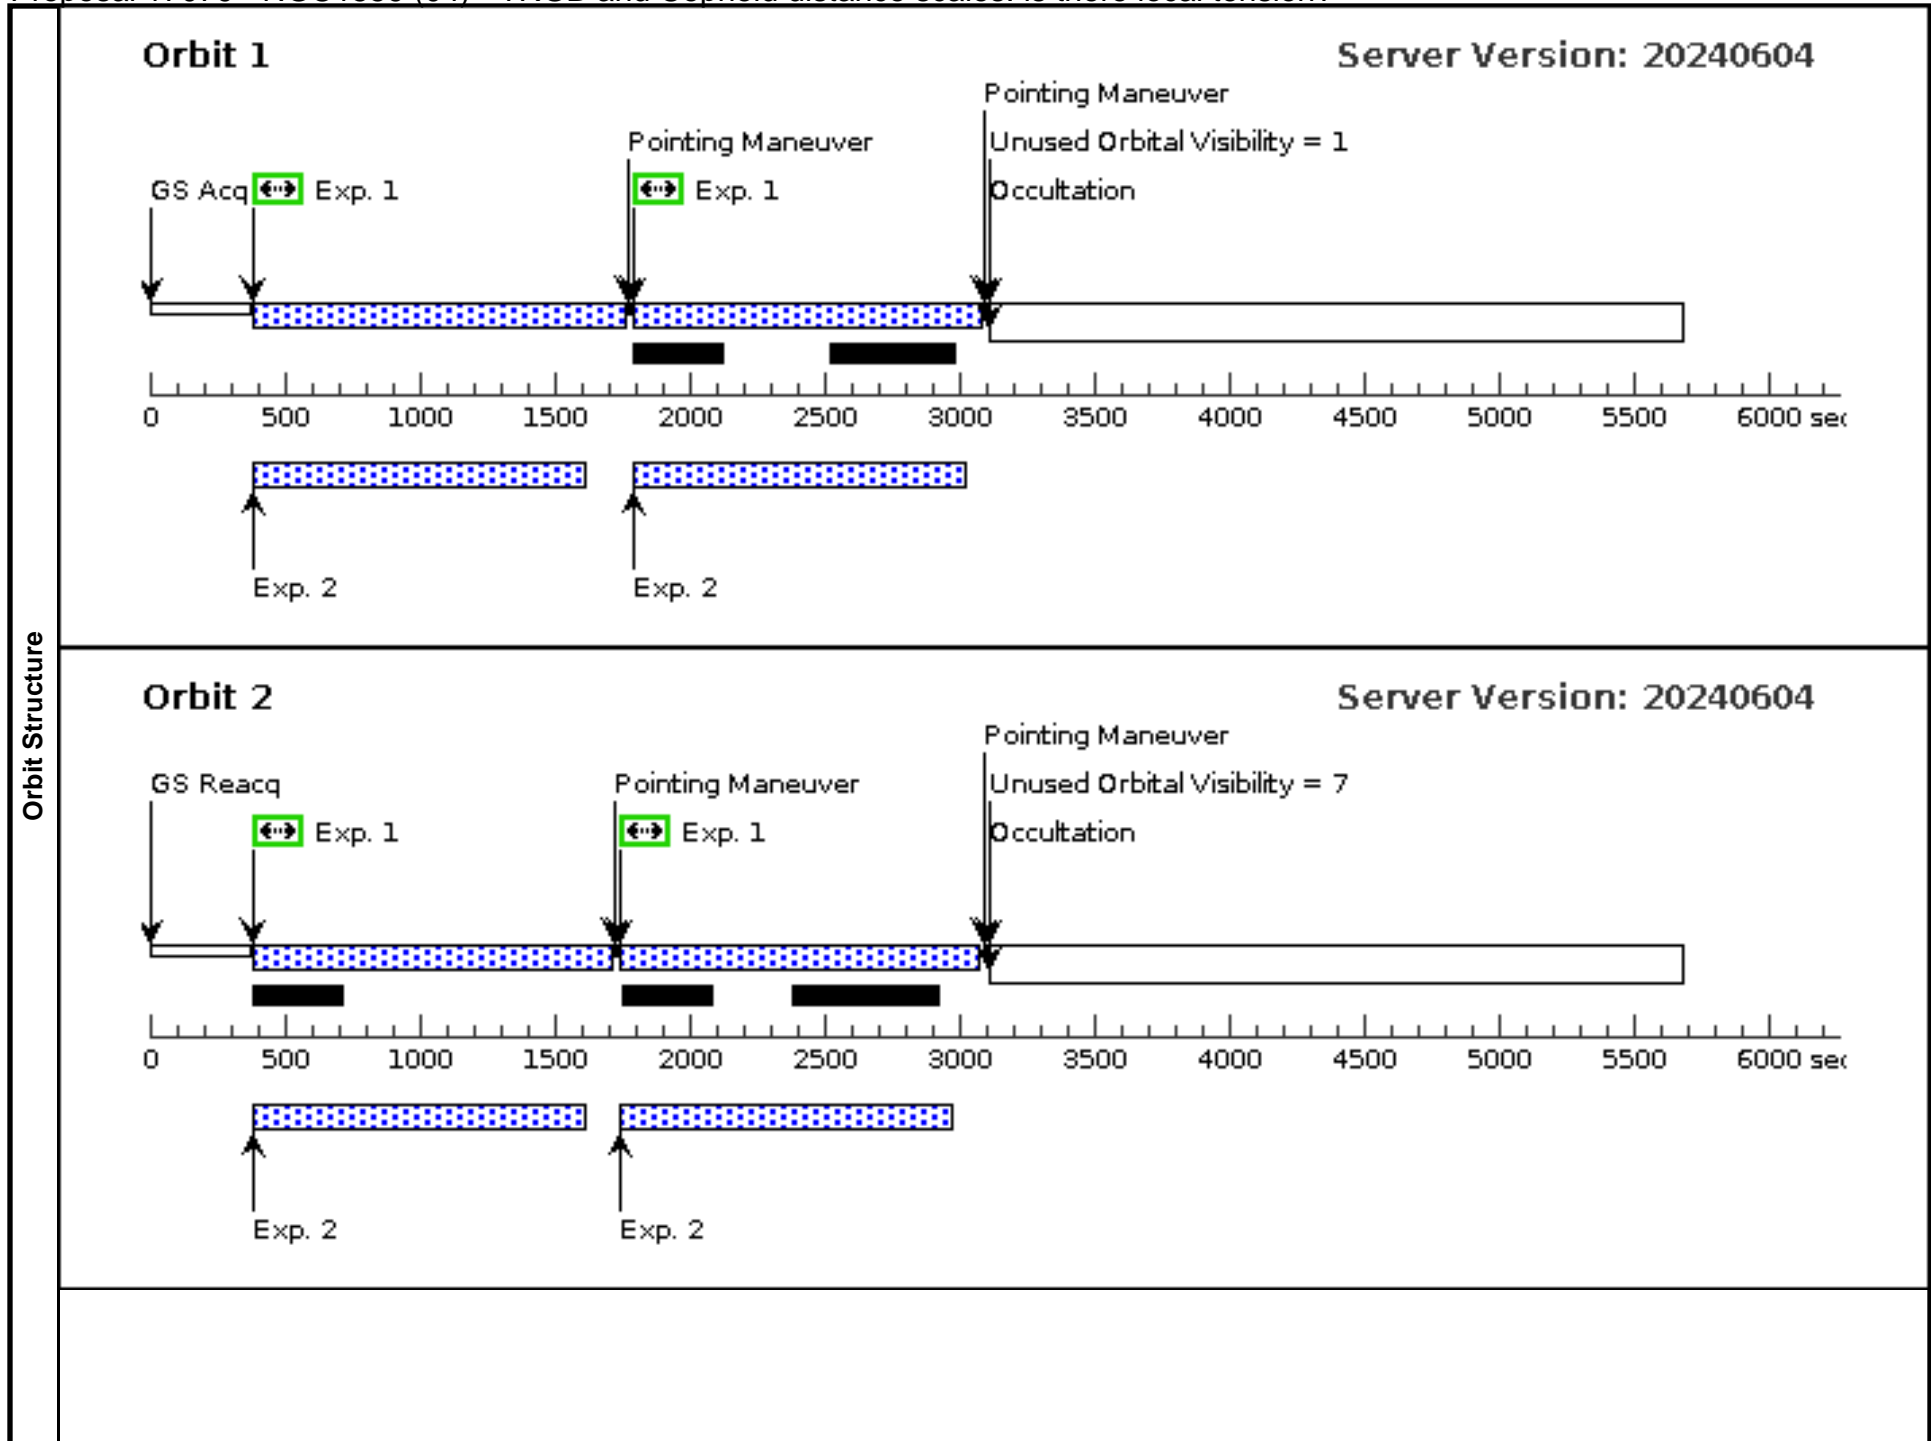 Orbit Structure
Orbit 1
Server Version: 20240604
Pointing Maneuver
Pointing Maneuver
Unused Orbital Visibility = 1
GS Acq
Exp. 1
Exp. 1
Occultation
0 500 1000 1500 2000 2500 3000 3500 4000 4500 5000 5500 6000
Exp. 2
Exp. 2
Orbit 2
Server Version: 20240604
Pointing Maneuver
GS Reacq
Pointing Maneuver
Unused Orbital Visibility = 7
Exp. 1
Exp. 1
Occultation
0 500 1000 1500 2000 2500 3000 3500 4000 4500 5000 5500 6000
Exp. 2
Exp. 2